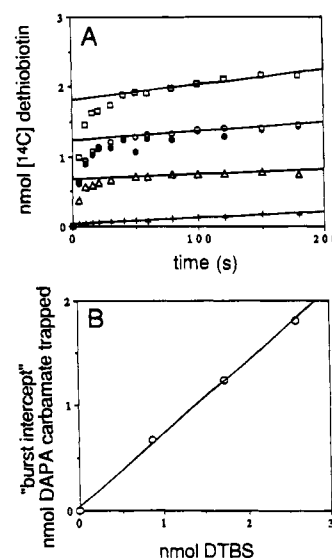 A
nmol [14C] dethiobiotin
3
2
1
0
0
100
200
time (s)
B
"burst intercept"
nmol DAPA carbamate trapped
2
1
0
0
1
2
3
nmol DTBS